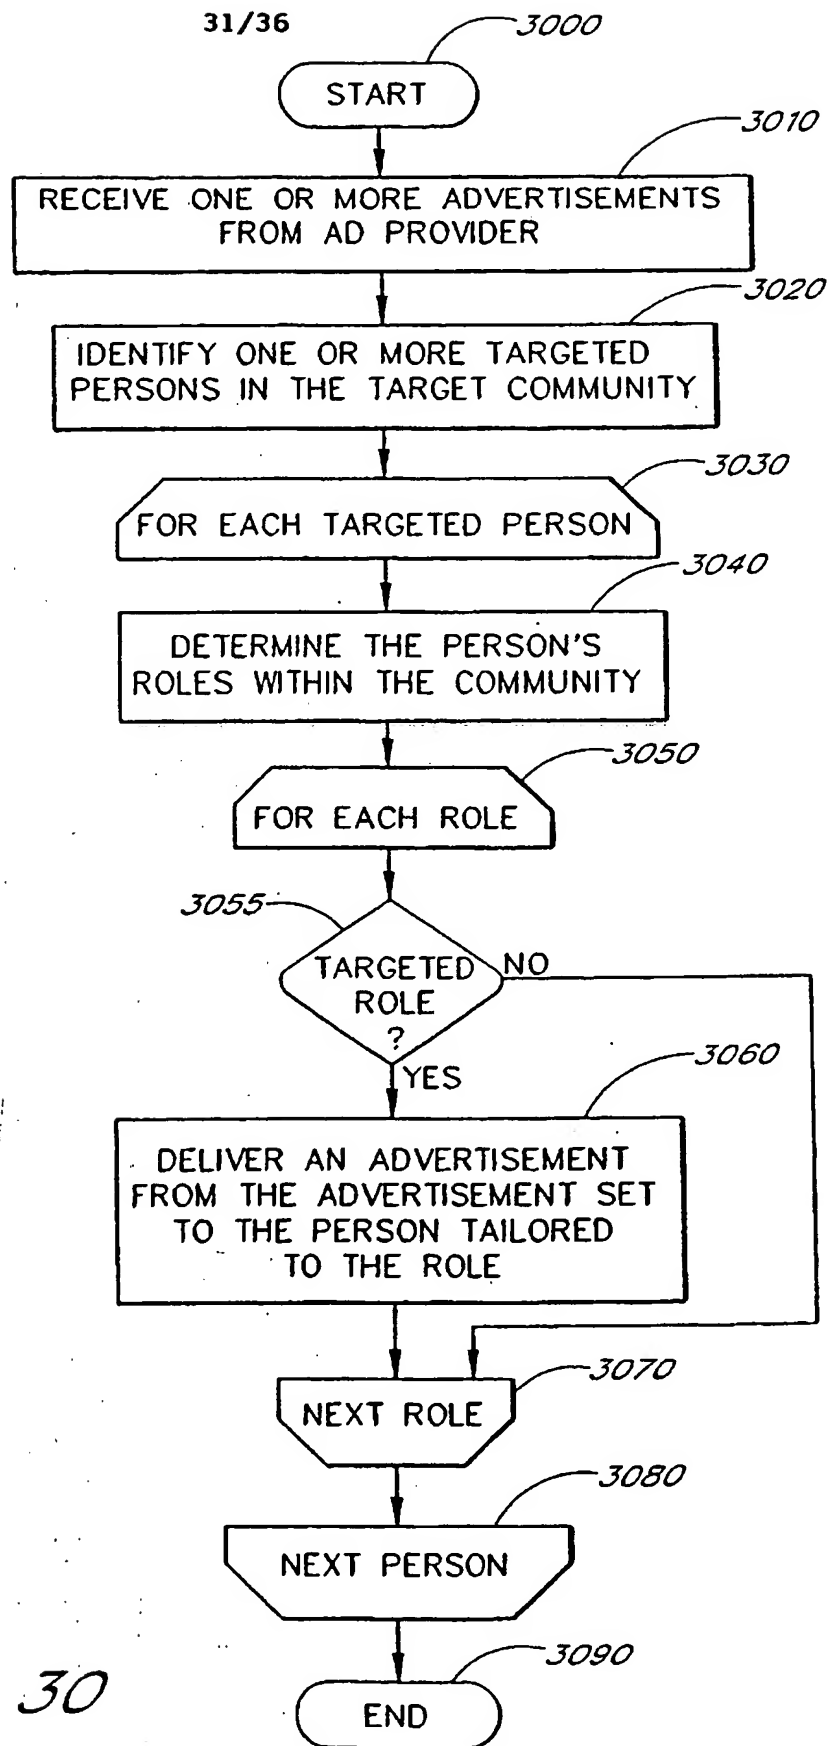 31/36
3000
START
3010
RECEIVE ONE OR MORE ADVERTISEMENTS
FROM AD PROVIDER
3020
IDENTIFY ONE OR MORE TARGETED
PERSONS IN THE TARGET COMMUNITY
3030
FOR EACH TARGETED PERSON
3040
DETERMINE THE PERSON'S
ROLES WITHIN THE COMMUNITY
3050
FOR EACH ROLE
3055
TARGETED
ROLE
?
NO
YES
3060
DELIVER AN ADVERTISEMENT
FROM THE ADVERTISEMENT SET
TO THE PERSON TAILORED
TO THE ROLE
3070
NEXT ROLE
3080
NEXT PERSON
3090
END
30